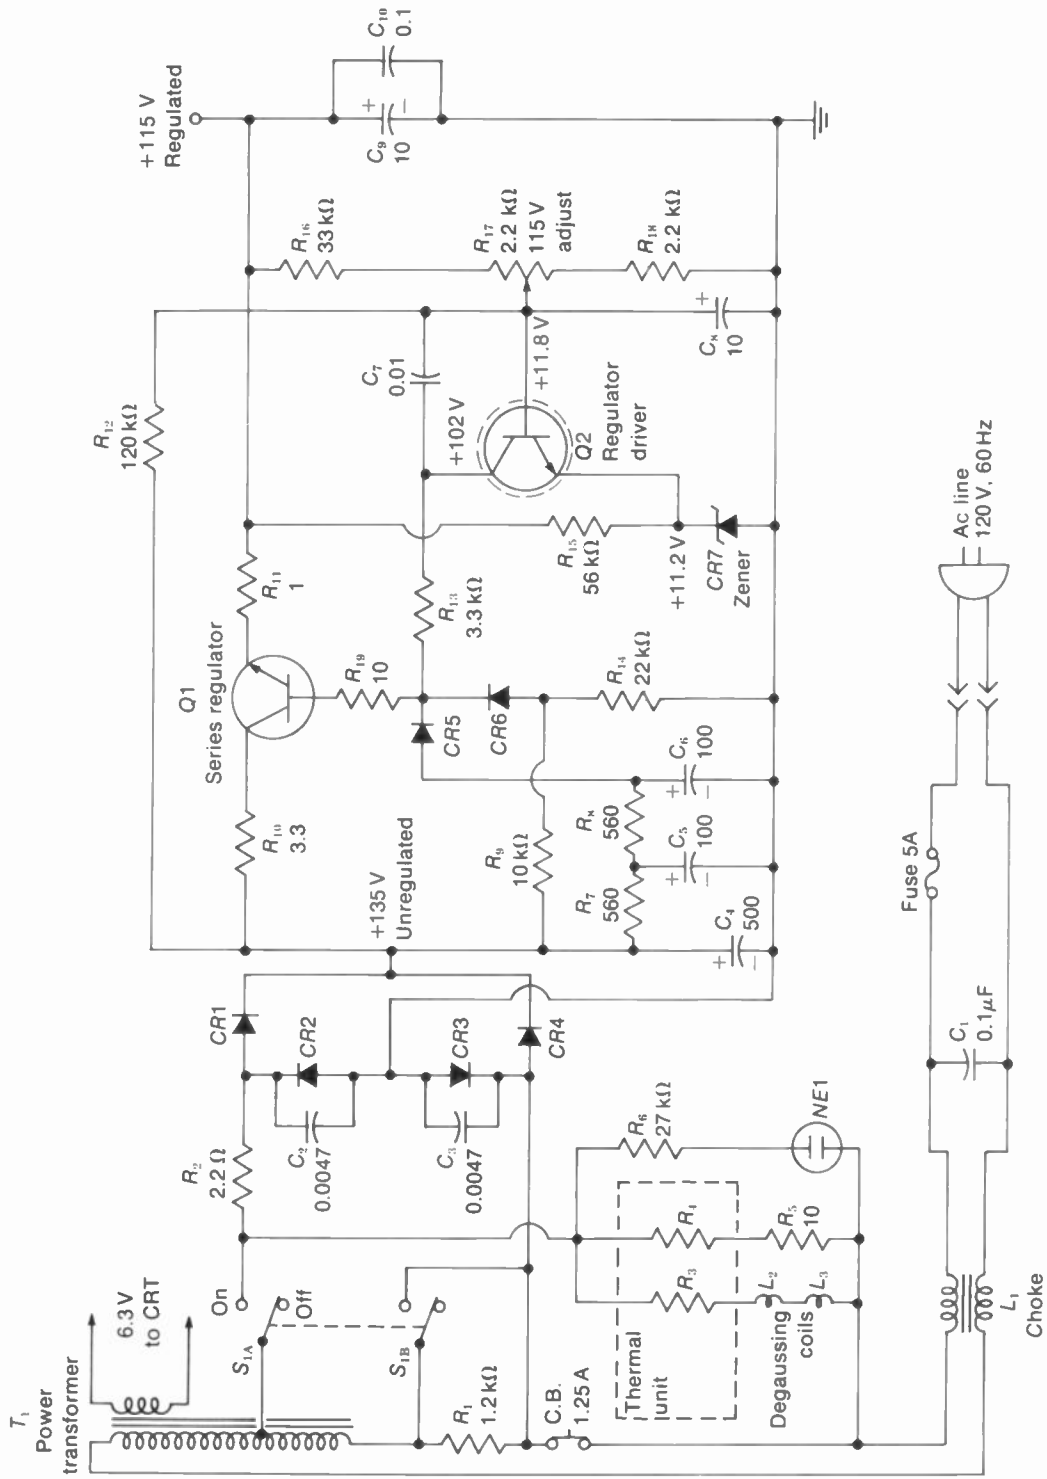 T₁
Power
transformer
6.3 V
to CRT
On
Off
S₁A
S₁B
R₁
1.2 kΩ
C.B.
1.25 A
R₂
2.2 Ω
C₂
0.0047
C₃
0.0047
CR1
CR2
CR3
CR4
Thermal
unit
R₃
R₄
R₅
10
R₆
27 kΩ
NE1
L₂
L₃
Degaussing
coils
+135 V
Unregulated
R₇
560
R₈
560
R₉
10 kΩ
C₄
500
+
−
C₅
100
+
−
C₆
100
+
−
R₁₀
3.3
Series regulator
Q1
R₁₁
1
R₁₂
120 kΩ
R₁₉
10
CR5
CR6
R₁₃
3.3 kΩ
R₁₄
22 kΩ
R₁₅
56 kΩ
+11.2 V
CR7
Zener
C₇
0.01
+102 V
Q2
Regulator
driver
+11.8 V
C₈
10
+
R₁₆
33 kΩ
R₁₇
2.2 kΩ
115 V
adjust
R₁₈
2.2 kΩ
+115 V
Regulated
C₉
10
+
−
C₁₀
0.1
L₁
Choke
C₁
0.1 μF
Fuse 5A
Ac line
120 V, 60 Hz